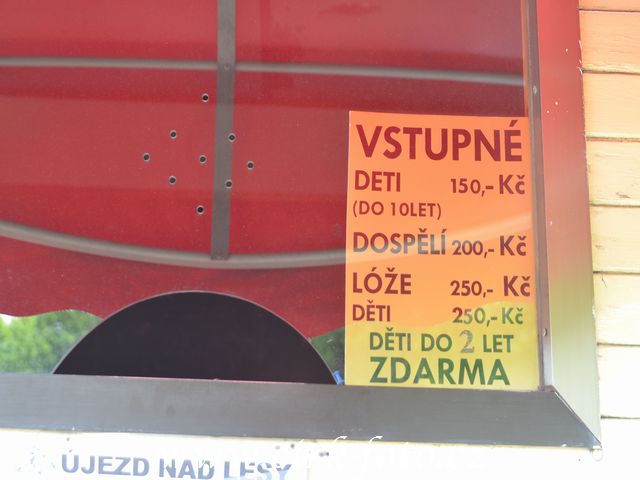 VSTUPNÉ
DETI 150,- Kč
(DO 10LET)
DOSPĚLÍ 200,- Kč
LÓŽE 250,- Kč
DĚTI 250,- Kč
DĚTI DO 2 LET
ZDARMA
ÚJEZD NAD LESY